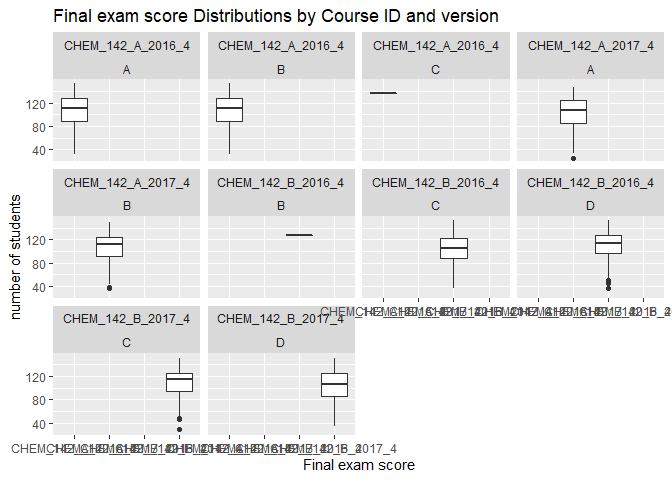 Final exam score Distributions by Course ID and version
CHEM_142_A_2016_4 CHEM_142_A_2016_4 CHEM_142_A_2016_4 CHEM_142_A_2017_4
A B C A
120
80
40
CHEM_142_A_2017_4 CHEM_142_B_2016_4 CHEM_142_B_2016_4 CHEM_142_B_2016_4
B B C D
120
80
40
number of students
CHEM_142_B_2017_4 CHEM_142_B_2017_4
C D
120
80
40
Final exam score